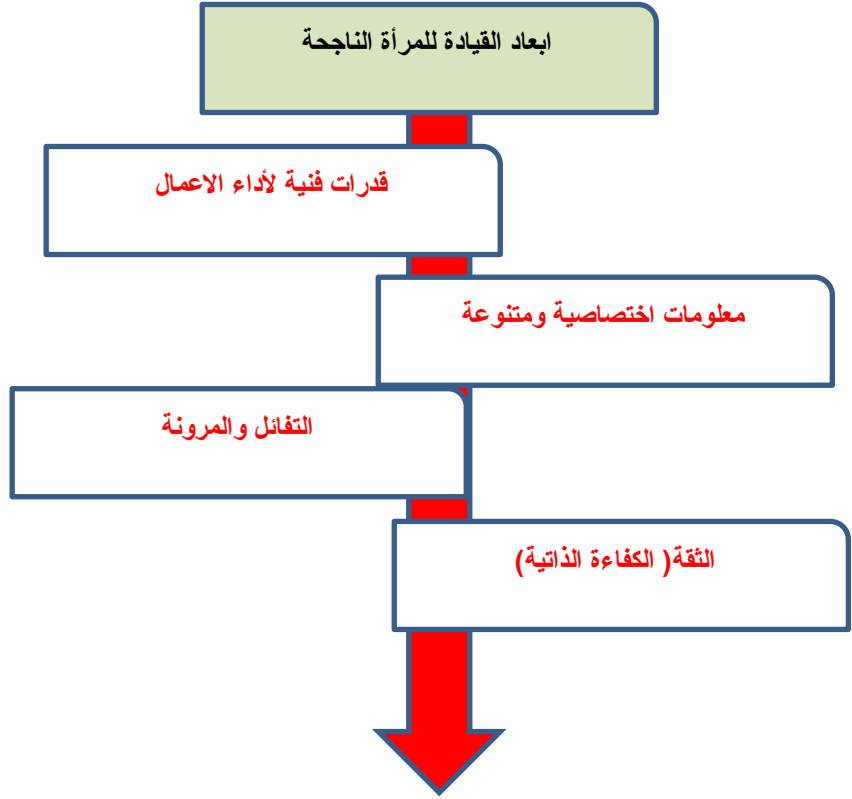 ابعاد القيادة للمرأة الناجحة
قدرات فنية لأداء الاعمال
معلومات اختصاصية ومتنوعة
التفائل والمرونة
الثقة( الكفاءة الذاتية)